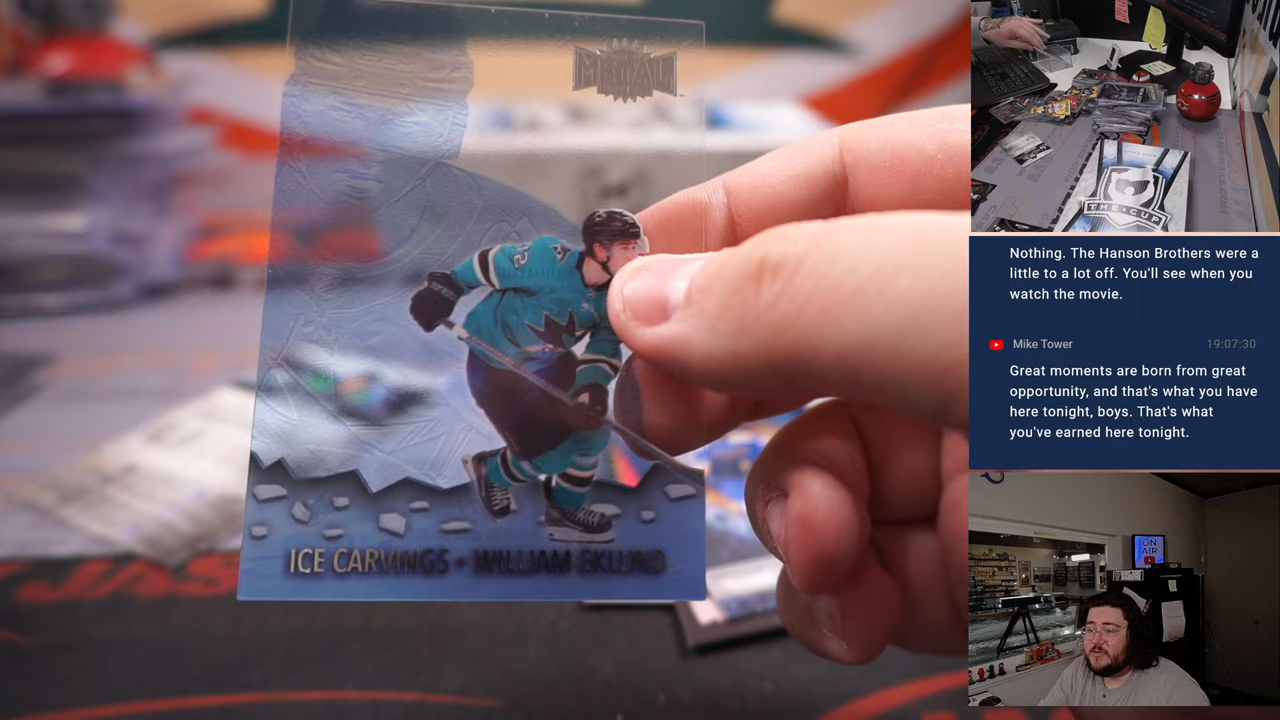 METAL
ICE CARVINGS - WILLIAM EKLUND
THE CUP
Nothing. The Hanson Brothers were a
little to a lot off. You'll see when you
watch the movie.
Mike Tower 19:07:30
Great moments are born from great
opportunity, and that's what you have
here tonight, boys. That's what
you've earned here tonight.
ON
AIR